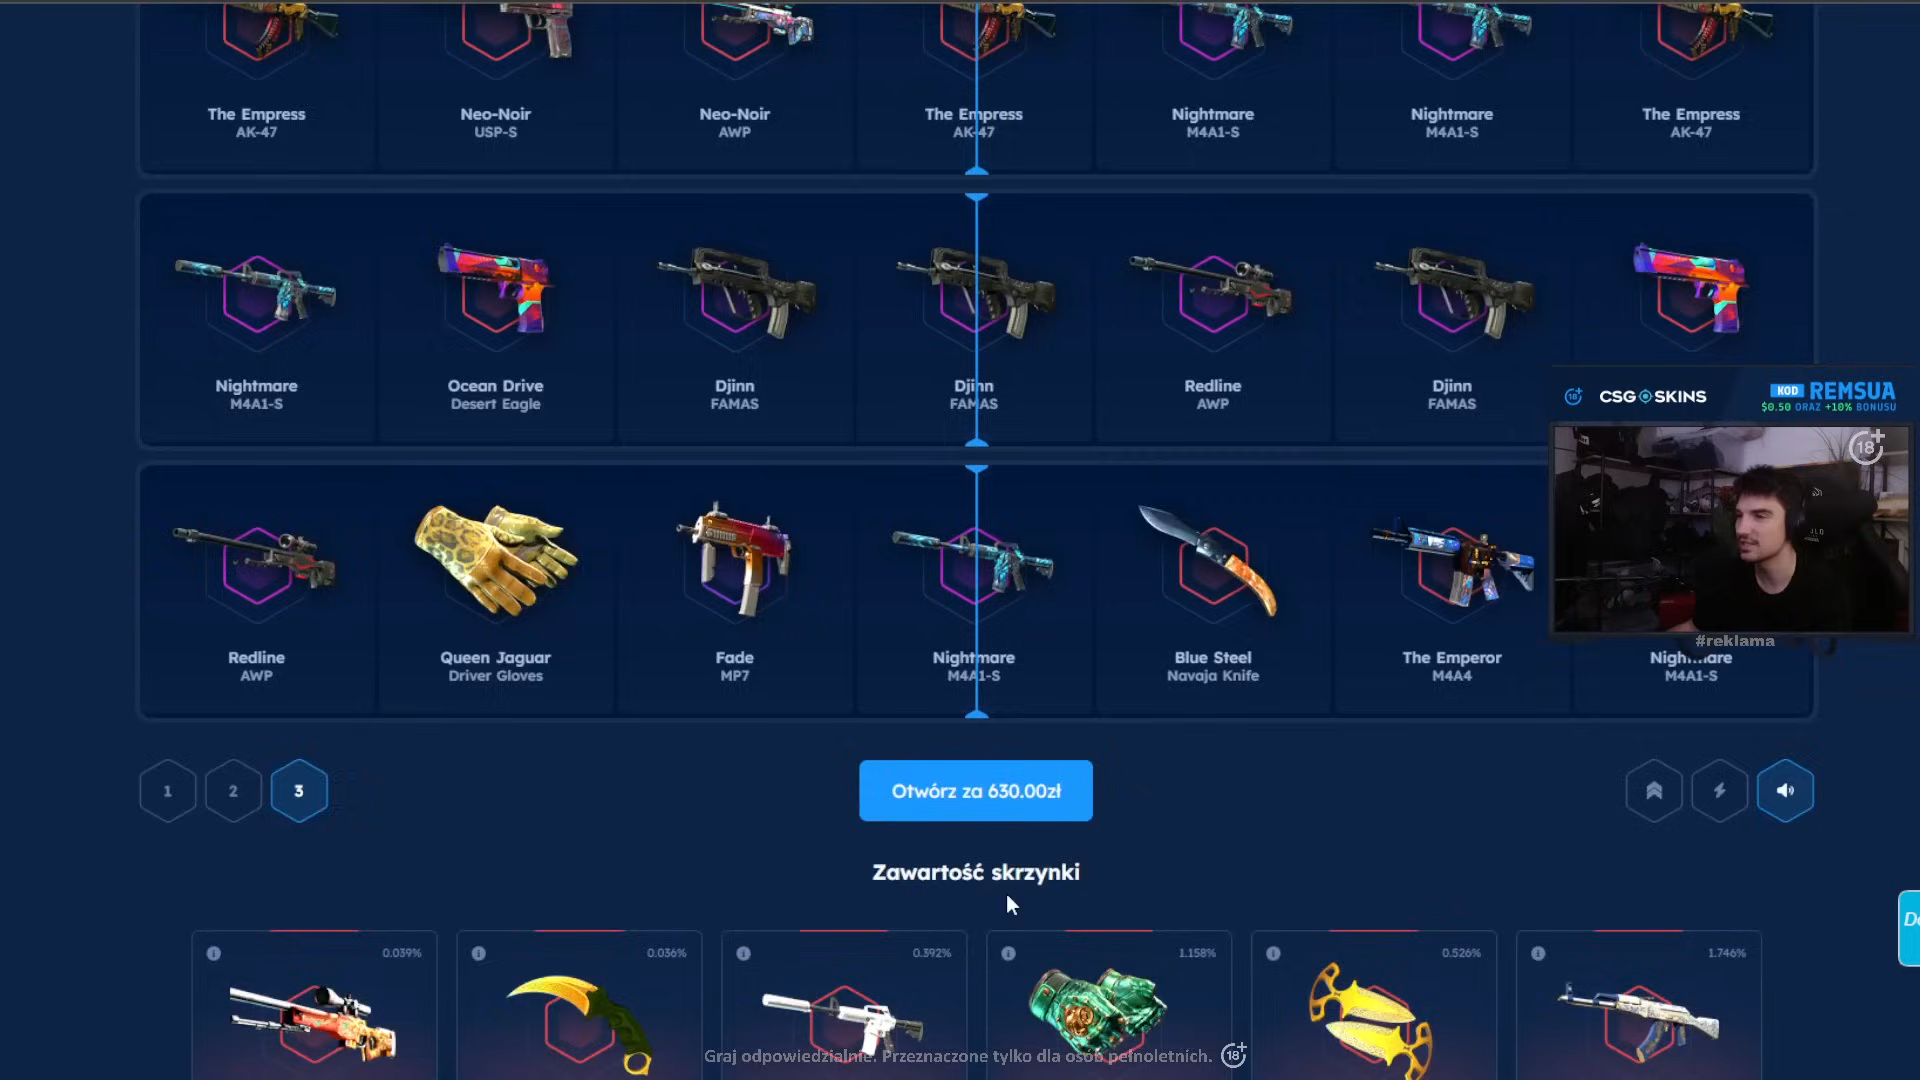 The Empress
AK-47
Neo-Noir
USP-S
Neo-Noir
AWP
The Empress
AK-47
Nightmare
M4A1-S
Nightmare
M4A1-S
The Empress
AK-47
Nightmare
M4A1-S
Ocean Drive
Desert Eagle
Djinn
FAMAS
Djinn
FAMAS
Redline
AWP
Djinn
FAMAS
18+
CSG SKINS
KOD REMSUA
$0.50 ORAZ +10% BONUSU
18+
#reklama
Redline
AWP
Queen Jaguar
Driver Gloves
Fade
MP7
Nightmare
M4A1-S
Blue Steel
Navaja Knife
The Emperor
M4A4
Nightmare
M4A1-S
1
2
3
Otwórz za 630.00zł
Zawartość skrzynki
0.039%
0.036%
0.392%
1.158%
0.526%
1.746%
Graj odpowiedzialnie. Przeznaczone tylko dla osób pełnoletnich. 18+